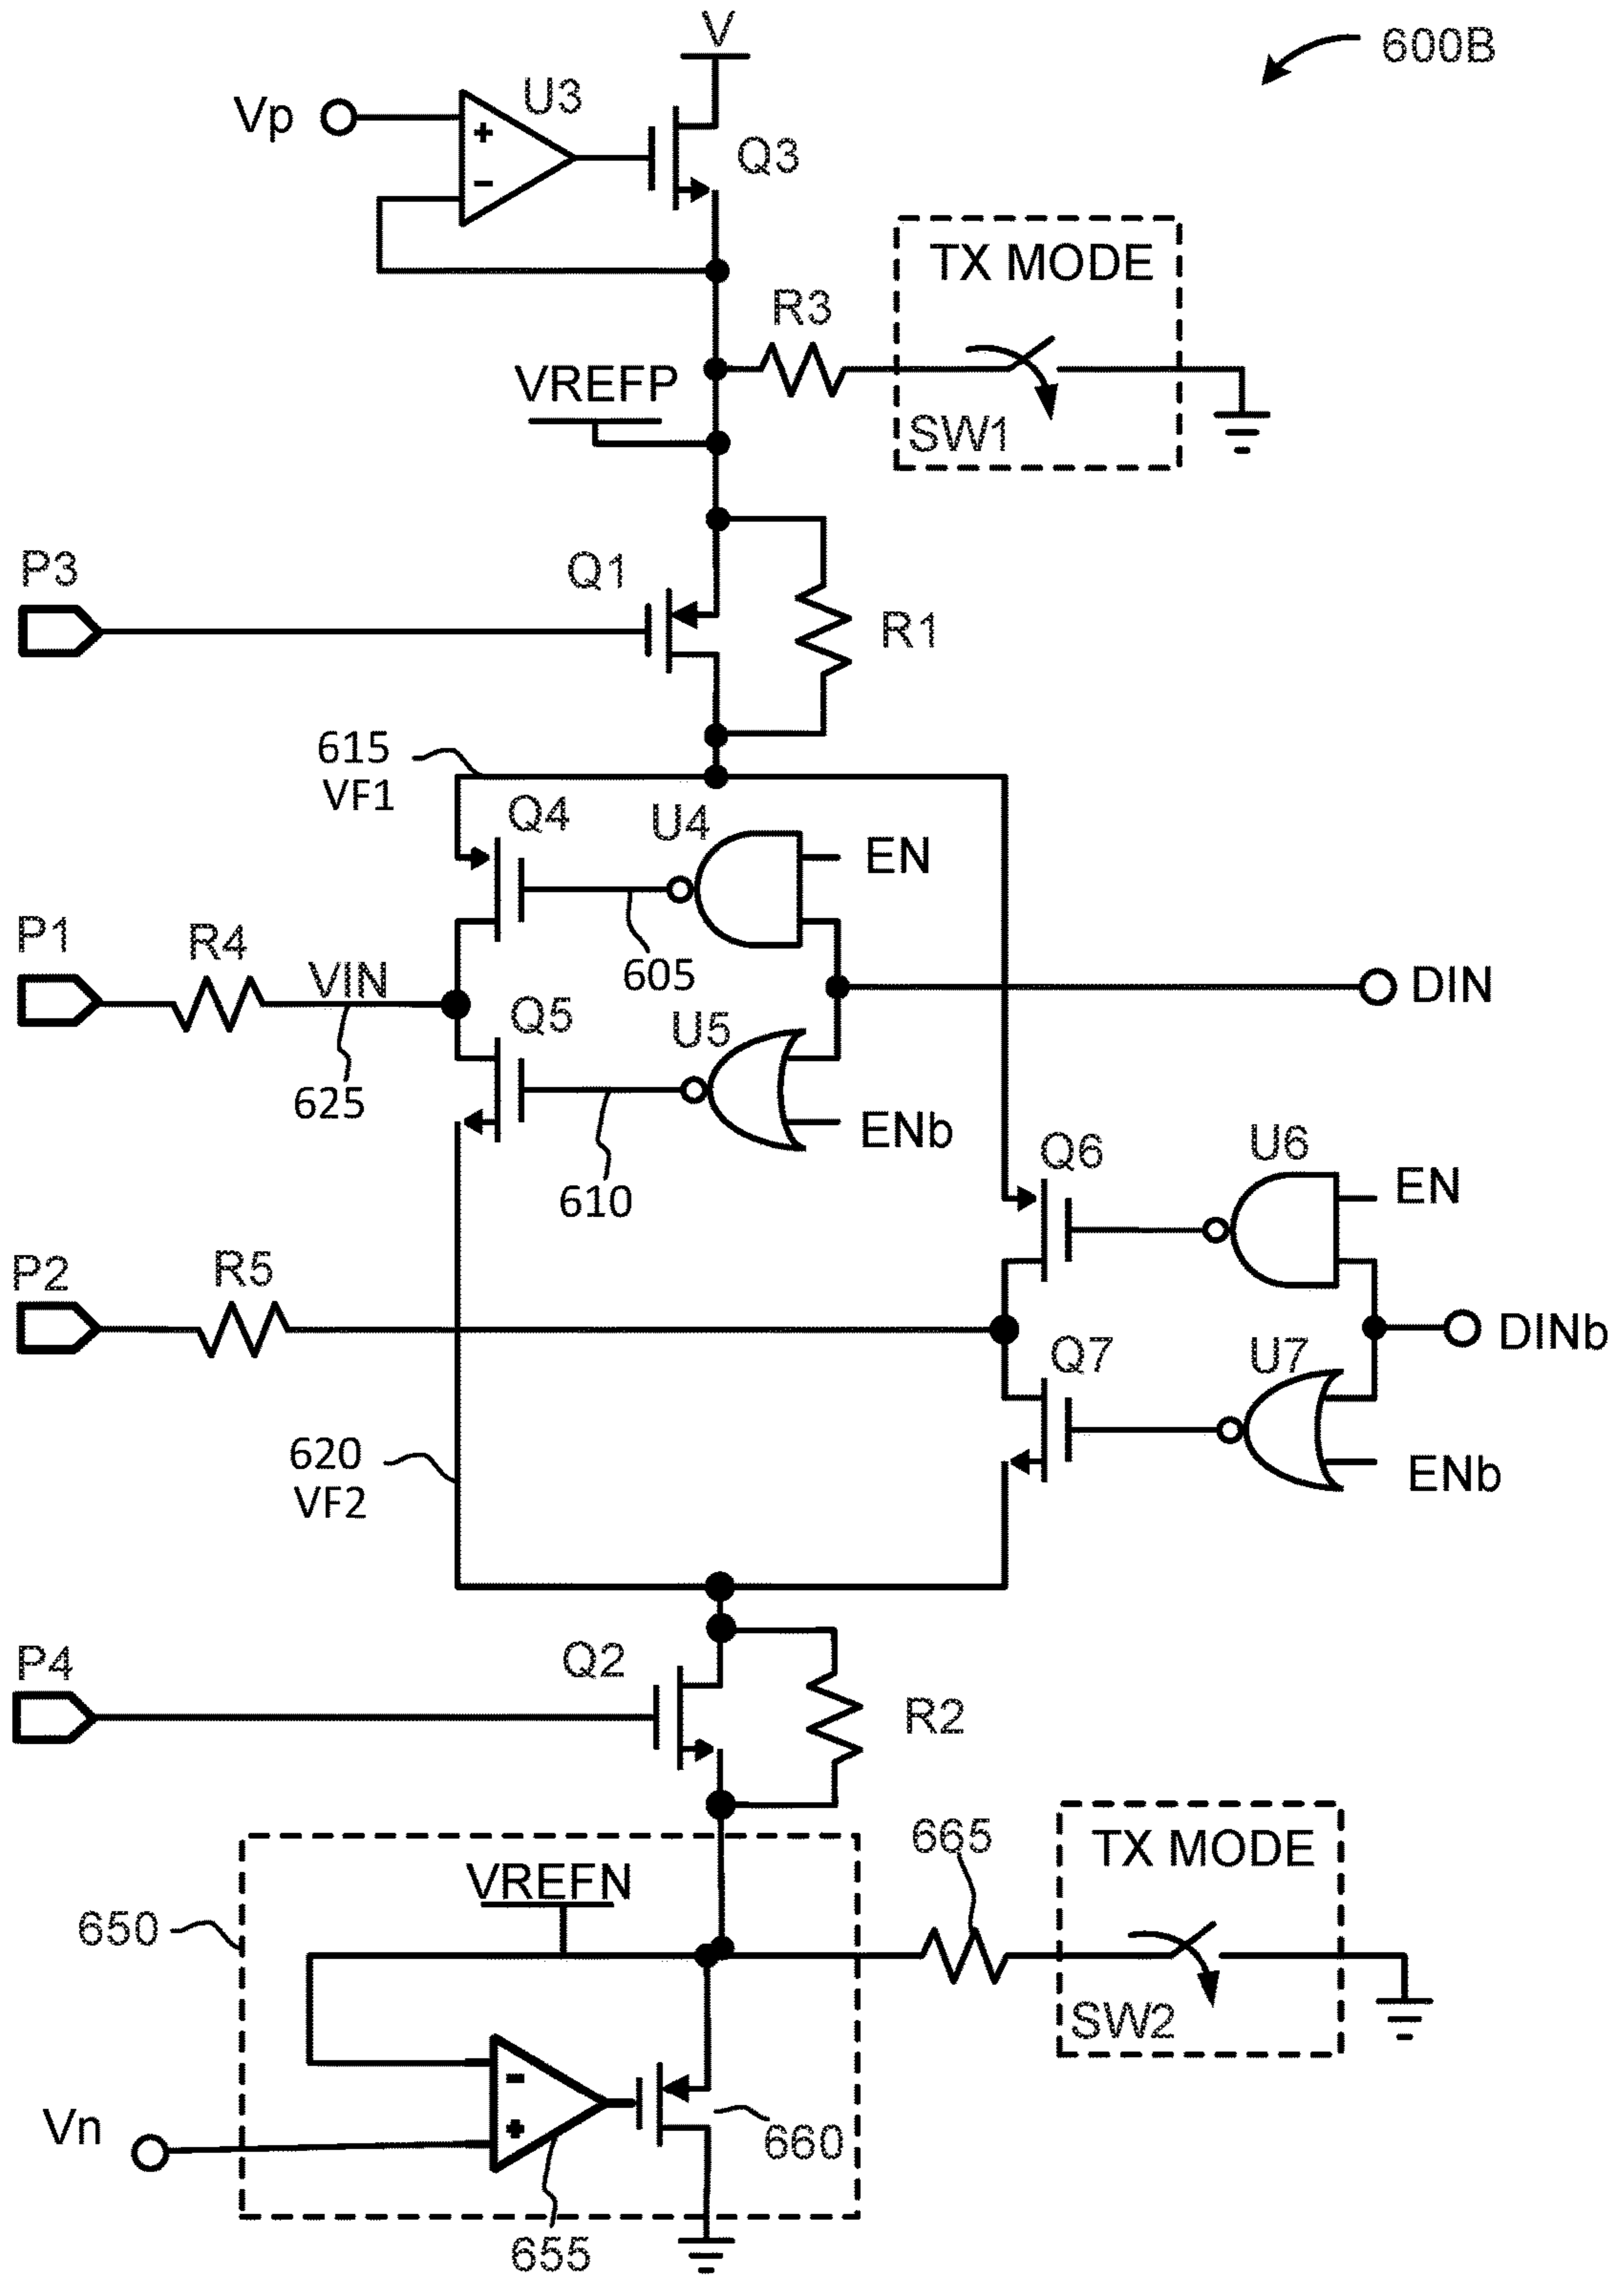 V
600B
Vp
+
-
U3
Q3
TX MODE
R3
VREFP
SW1
P3
Q1
R1
615
VF1
Q4
U4
EN
P1
R4
VIN
605
DIN
Q5
U5
625
ENb
610
Q6
U6
EN
P2
R5
DINb
Q7
U7
620
VF2
ENb
P4
Q2
R2
665
TX MODE
VREFN
650
SW2
-
+
Vn
660
655